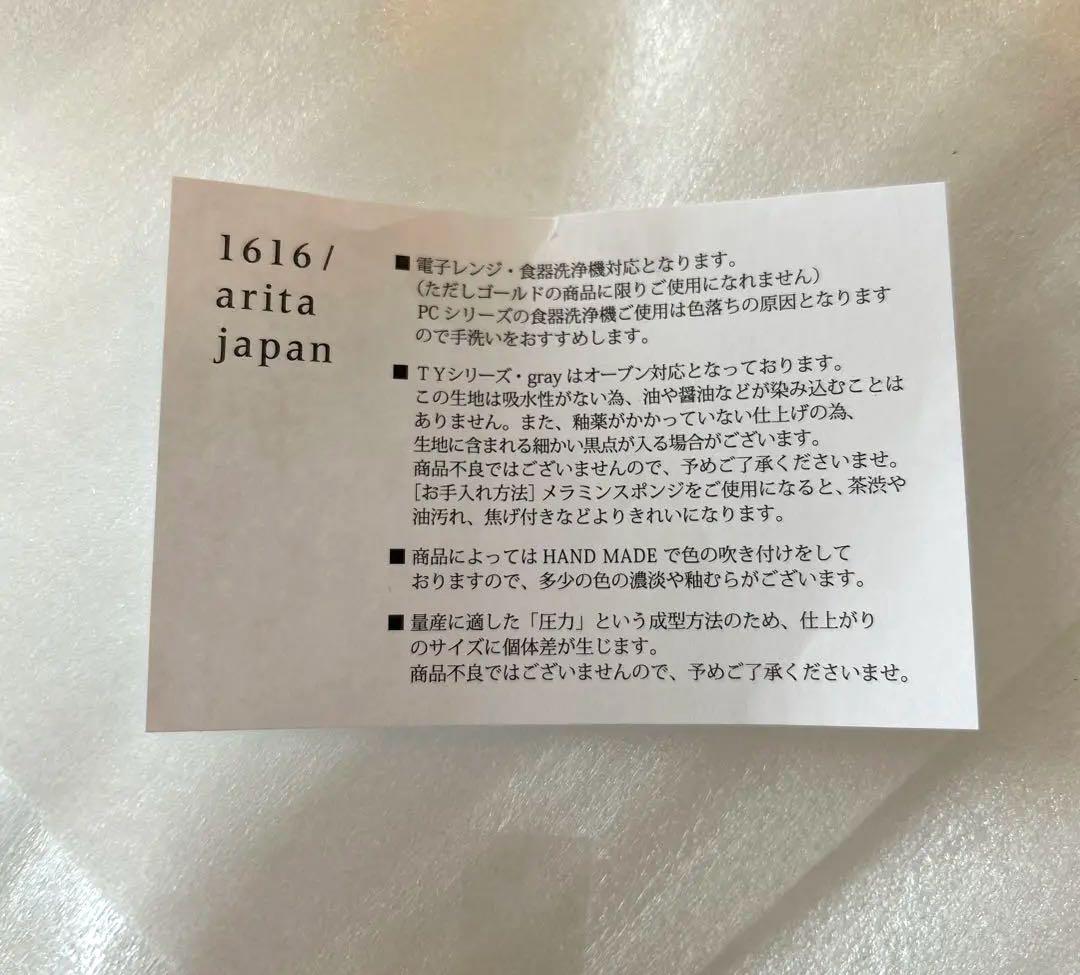 1616 /
arita
japan
■ 電子レンジ・食器洗浄機対応となります。
（ただしゴールドの商品に限りご使用になれません）
PC シリーズの食器洗浄機ご使用は色落ちの原因となります
ので手洗いをおすすめします。
■ TYシリーズ・gray はオーブン対応となっております。
この生地は吸水性がない為、油や醤油などが染み込むことは
ありません。また、釉薬がかかっていない仕上げの為、
生地に含まれる細かい黒点が入る場合がございます。
商品不良ではございませんので、予めご了承くださいませ。
［お手入れ方法］メラミンスポンジをご使用になると、茶渋や
油汚れ、焦げ付きなどよりきれいになります。
■ 商品によっては HAND MADE で色の吹き付けをして
おりますので、多少の色の濃淡や釉むらがございます。
■ 量産に適した「圧力」という成型方法のため、仕上がり
のサイズに個体差が生じます。
商品不良ではございませんので、予めご了承くださいませ。